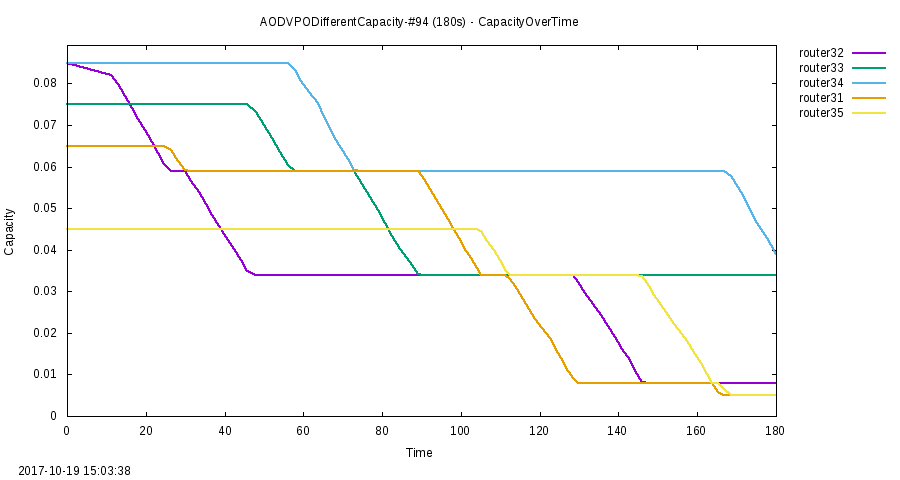 AODVPODifferentCapacity-#94 (180s) - CapacityOverTime
router32
router33
router34
router31
router35
0.08
0.07
0.06
0.05
0.04
0.03
0.02
0.01
0
Capacity
0 20 40 60 80 100 120 140 160 180
Time
2017-10-19 15:03:38